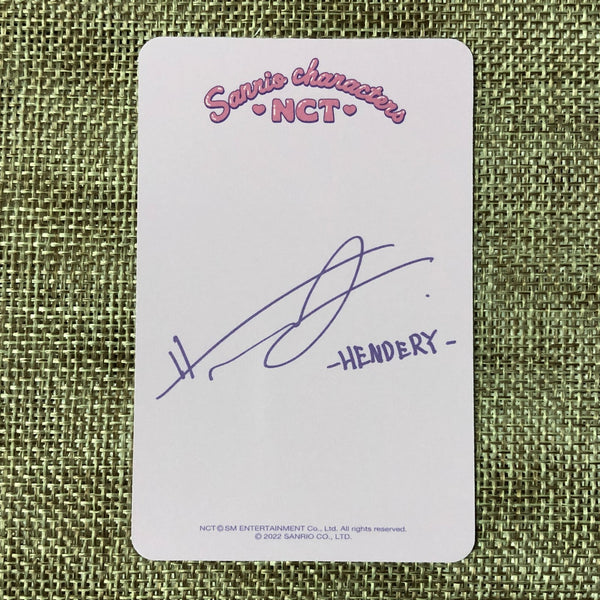 Sanrio characters
NCT
-HENDERY-
NCT ©SM ENTERTAINMENT Co., Ltd. All rights reserved.
© 2022 SANRIO CO., LTD.